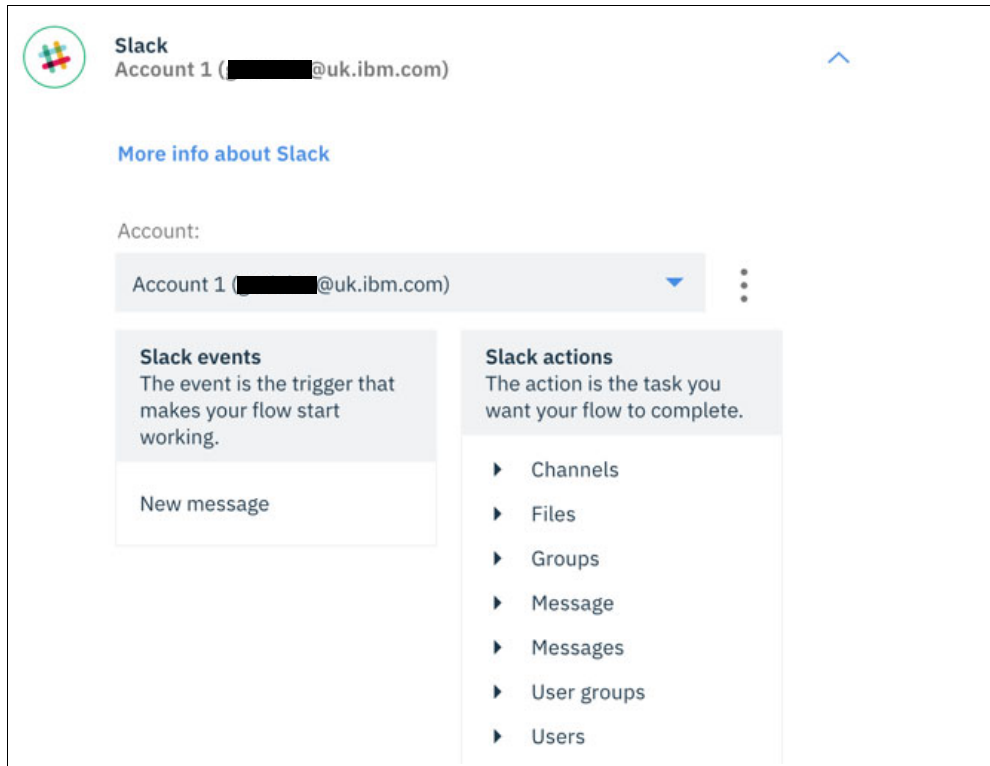 Slack
Account 1 (@uk.ibm.com)
More info about Slack
Account:
Account 1 (@uk.ibm.com)
Slack events
The event is the trigger that
makes your flow start
working.
New message
Slack actions
The action is the task you
want your flow to complete.
Channels
Files
Groups
Message
Messages
User groups
Users